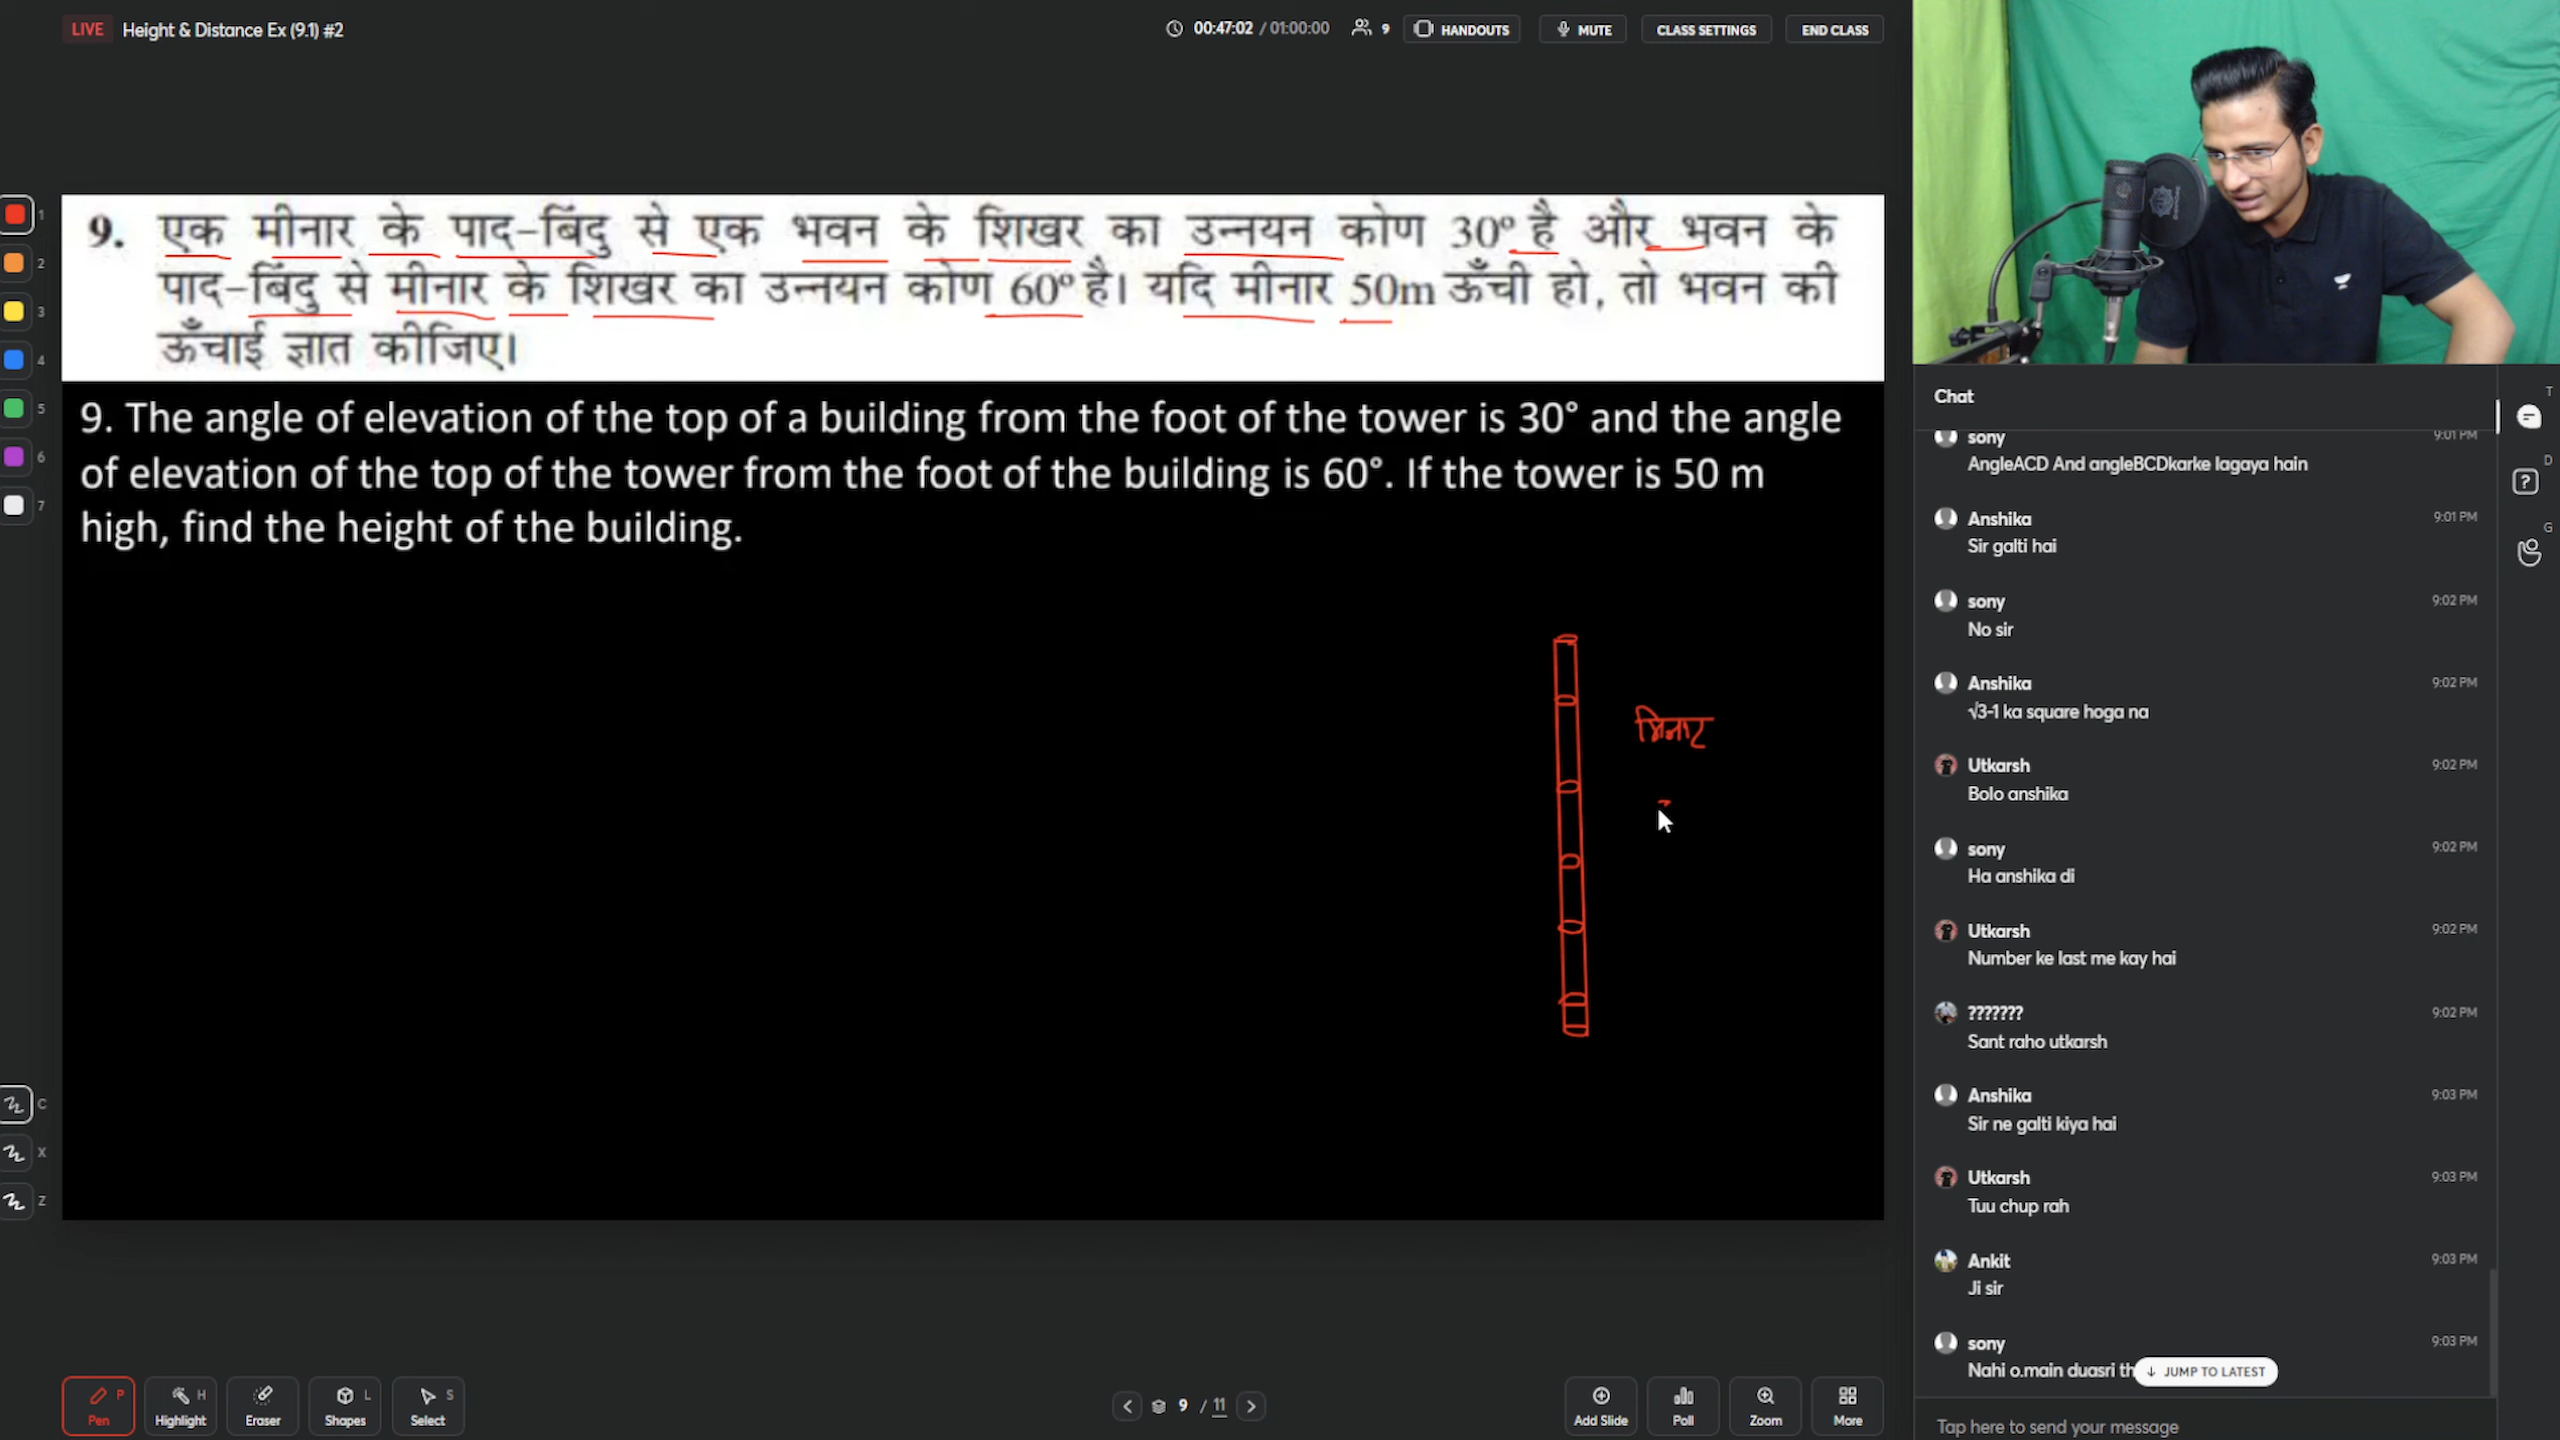 LIVE Height & Distance Ex (9.1) #2
00:47:02 / 01:00:00
9
HANDOUTS
MUTE
CLASS SETTINGS
END CLASS
1
2
3
4
5
6
7
C
X
Z
9. एक मीनार के पाद-बिंदु से एक भवन के शिखर का उन्नयन कोण 30° है और भवन के
पाद-बिंदु से मीनार के शिखर का उन्नयन कोण 60° है। यदि मीनार 50m ऊँची हो, तो भवन की
ऊँचाई ज्ञात कीजिए।
9. The angle of elevation of the top of a building from the foot of the tower is 30° and the angle
of elevation of the top of the tower from the foot of the building is 60°. If the tower is 50 m
high, find the height of the building.
मिनार
Pen P
Highlight H
Eraser
Shapes L
Select S
9 / 11
Add Slide
Poll
Zoom
More
Chat
T
D
G
sony 9:01 PM
AngleACD And angleBCDkarke lagaya hain
Anshika 9:01 PM
Sir galti hai
sony 9:02 PM
No sir
Anshika 9:02 PM
√3-1 ka square hoga na
Utkarsh 9:02 PM
Bolo anshika
sony 9:02 PM
Ha anshika di
Utkarsh 9:02 PM
Number ke last me kay hai
??????? 9:02 PM
Sant raho utkarsh
Anshika 9:03 PM
Sir ne galti kiya hai
Utkarsh 9:03 PM
Tuu chup rah
Ankit 9:03 PM
Ji sir
sony 9:03 PM
Nahi o.main duasri th
JUMP TO LATEST
Tap here to send your message